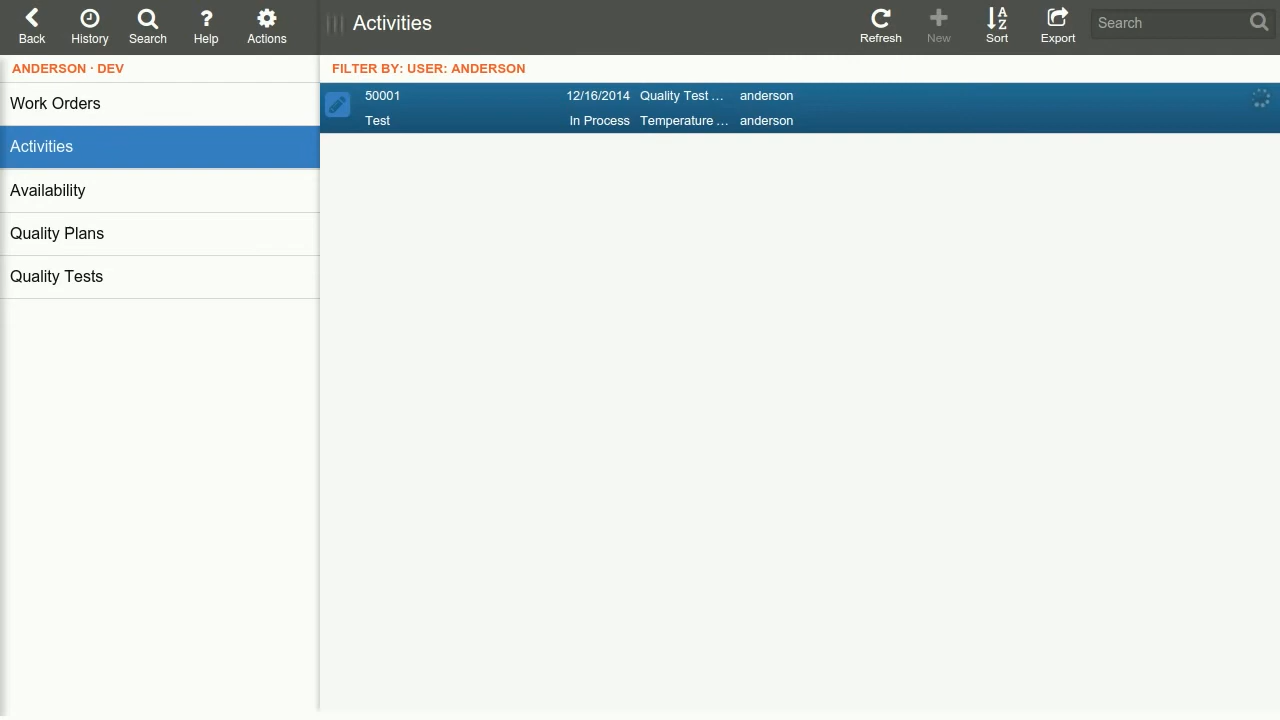 Back History Search Help Actions
Activities
Refresh New Sort Export Search
ANDERSON · DEV
Work Orders
Activities
Availability
Quality Plans
Quality Tests
FILTER BY: USER: ANDERSON
50001 12/16/2014 Quality Test ... anderson
Test In Process Temperature ... anderson